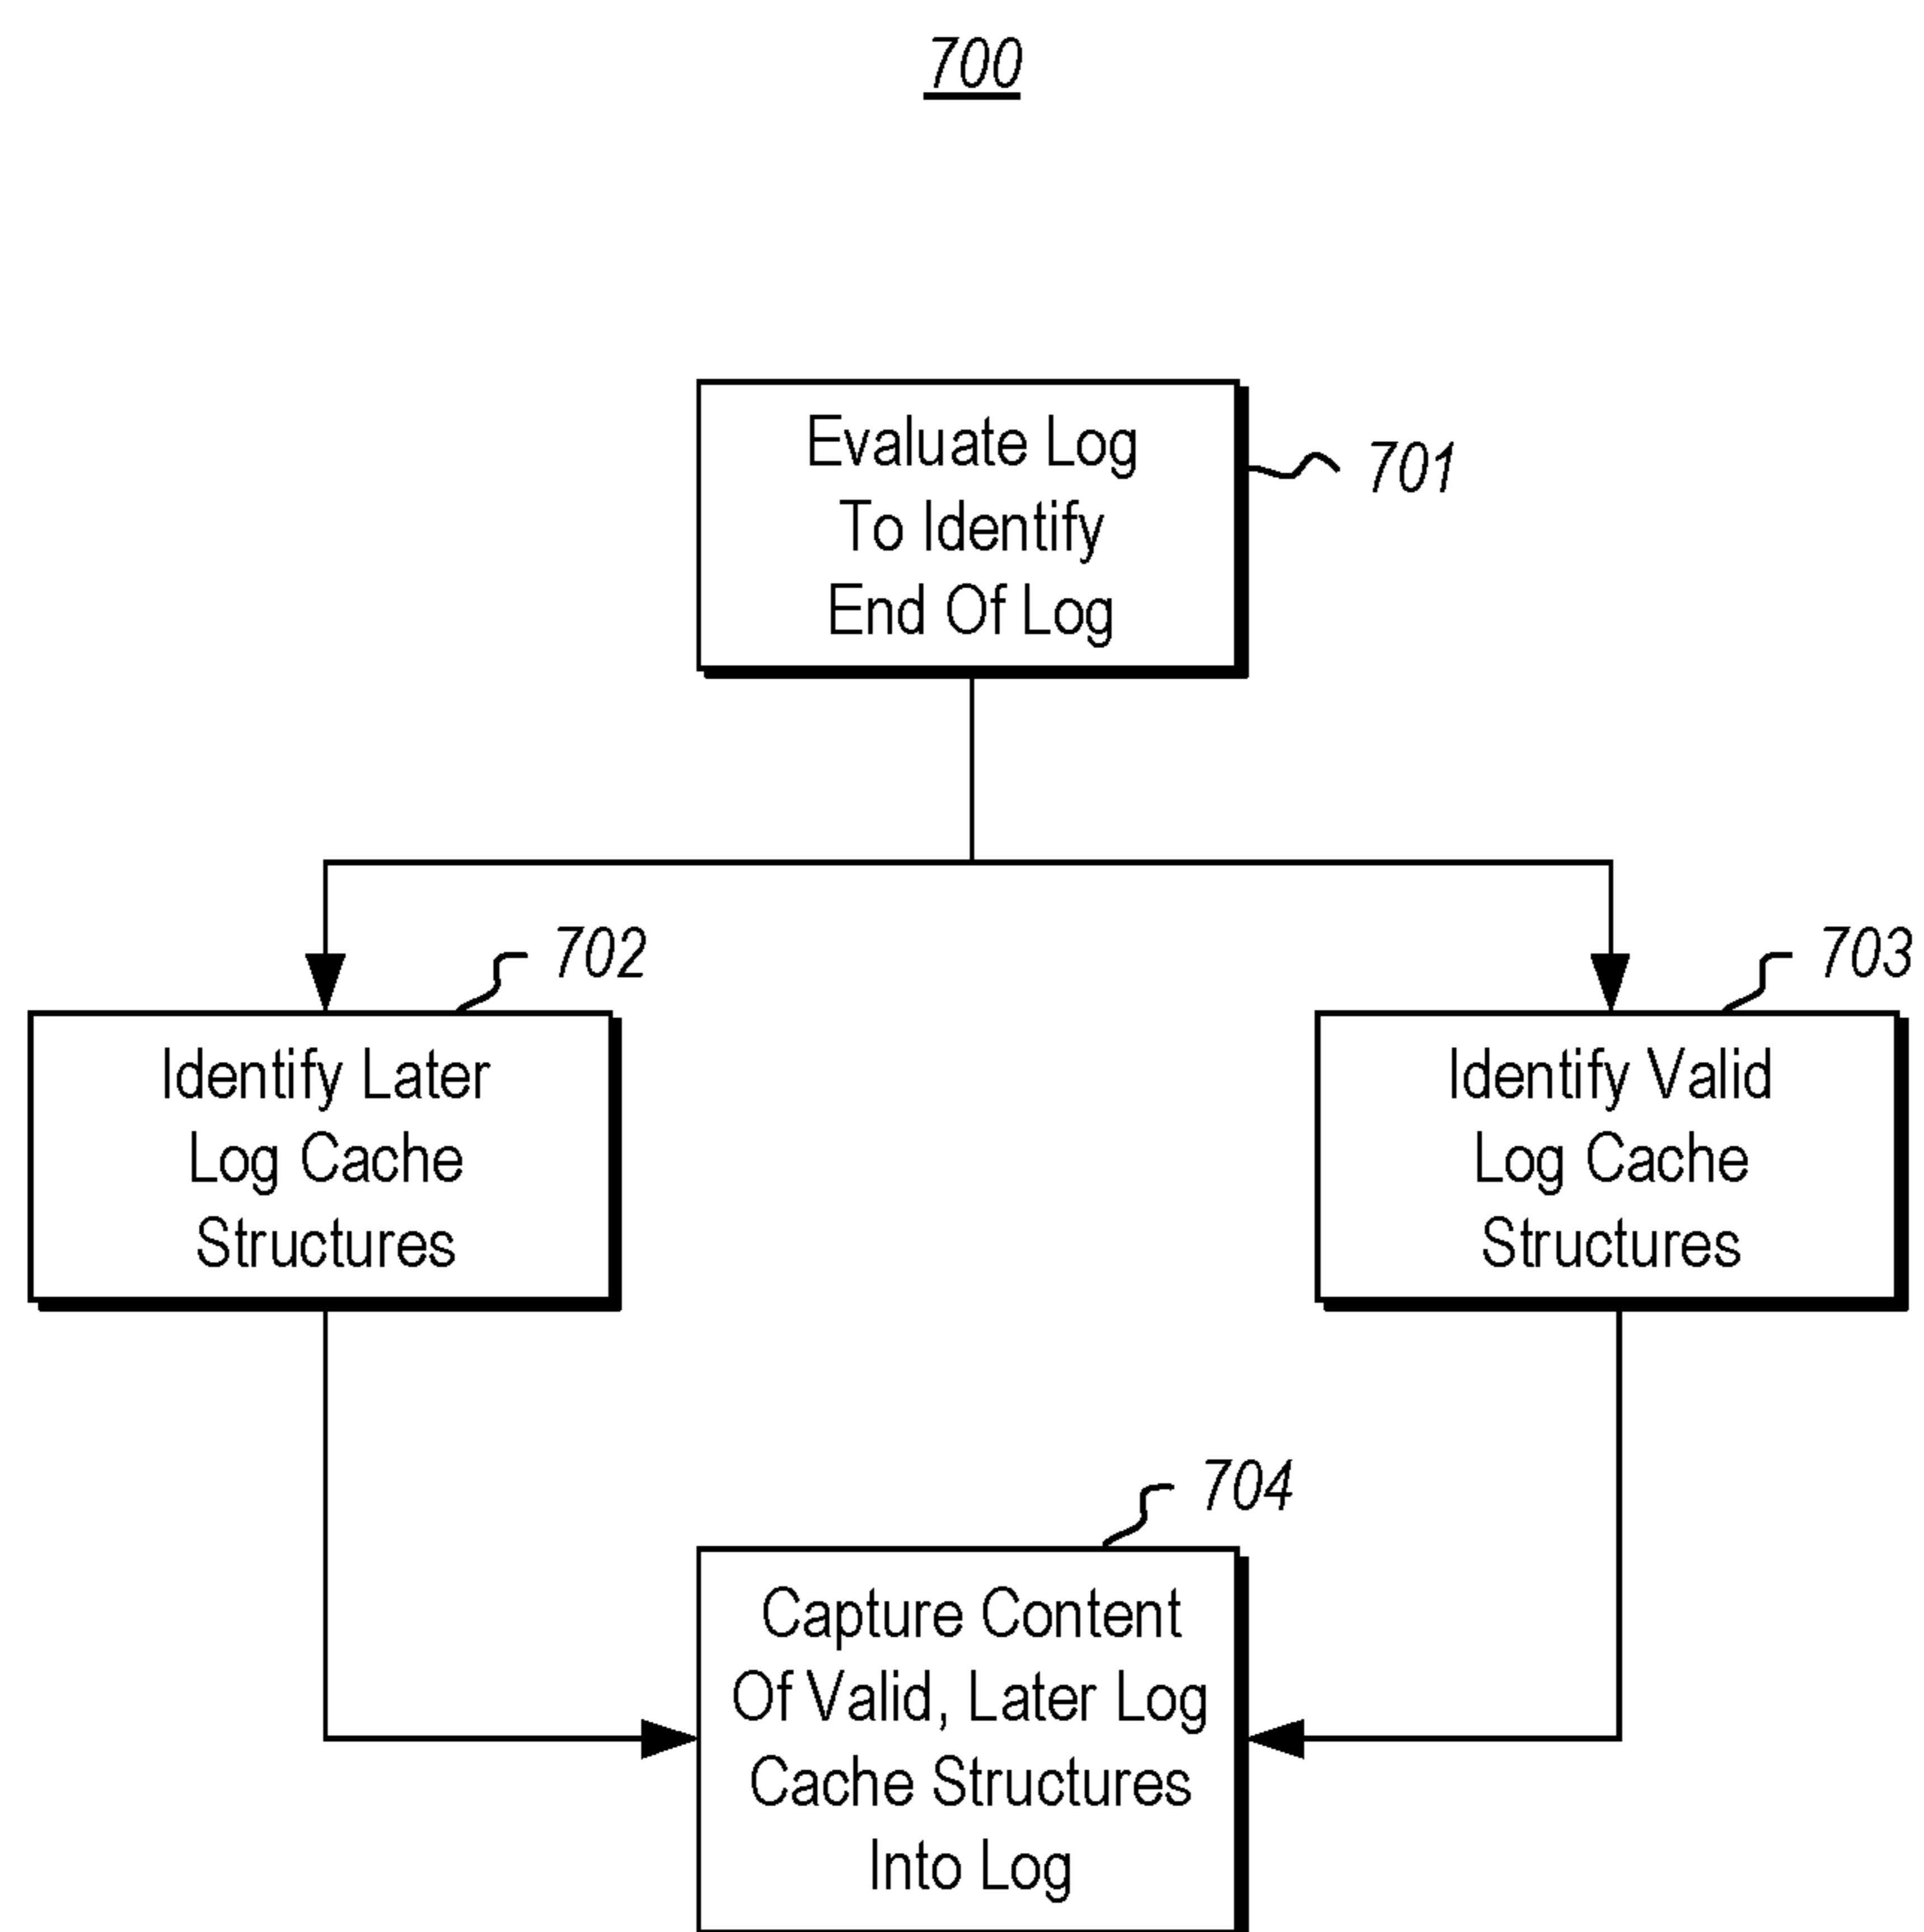 700
Evaluate Log
To Identify
End Of Log
701
702
Identify Later
Log Cache
Structures
703
Identify Valid
Log Cache
Structures
704
Capture Content
Of Valid, Later Log
Cache Structures
Into Log